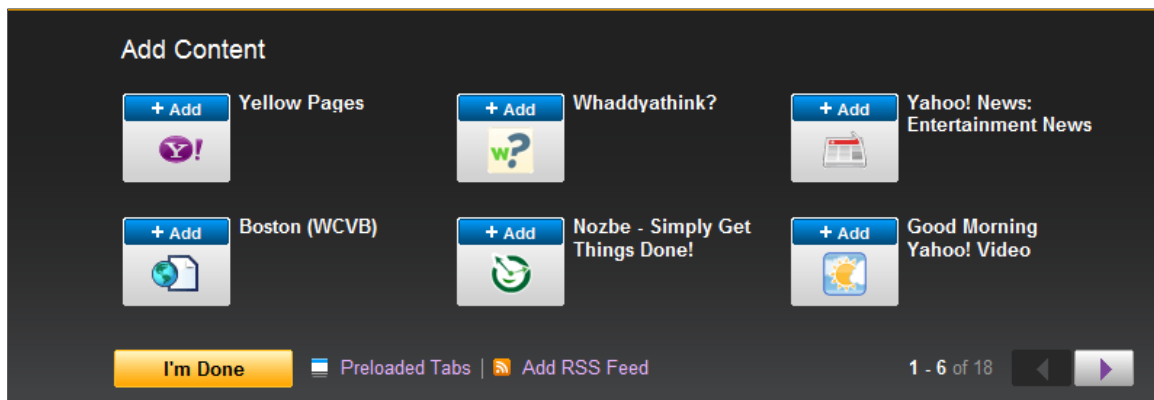 Add Content
+ Add
Yellow Pages
Y!
+ Add
Whaddyathink?
w?
+ Add
Yahoo! News:
Entertainment News
+ Add
Boston (WCVB)
+ Add
Nozbe - Simply Get
Things Done!
+ Add
Good Morning
Yahoo! Video
I'm Done
Preloaded Tabs | Add RSS Feed
1 - 6 of 18